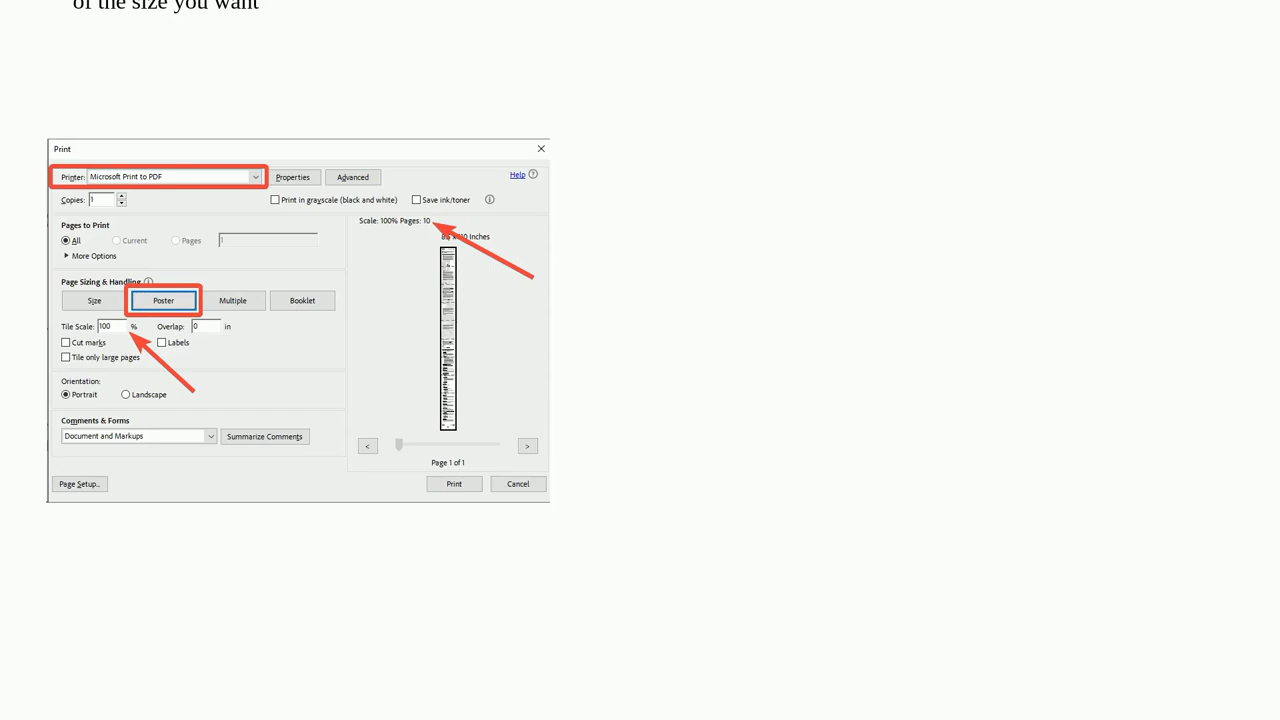 of the size you want
Print
Printer: Microsoft Print to PDF Properties Advanced Help
Copies: 1 Print in grayscale (black and white) Save ink/toner
Scale: 100% Pages: 10
Pages to Print
Inches
All Current Pages 1
More Options
Page Sizing & Handling
Size Poster Multiple Booklet
Tile Scale: 100 % Overlap: 0 in
Cut marks Labels
Tile only large pages
Orientation:
Portrait Landscape
Comments & Forms
Document and Markups Summarize Comments
< >
Page 1 of 1
Page Setup... Print Cancel